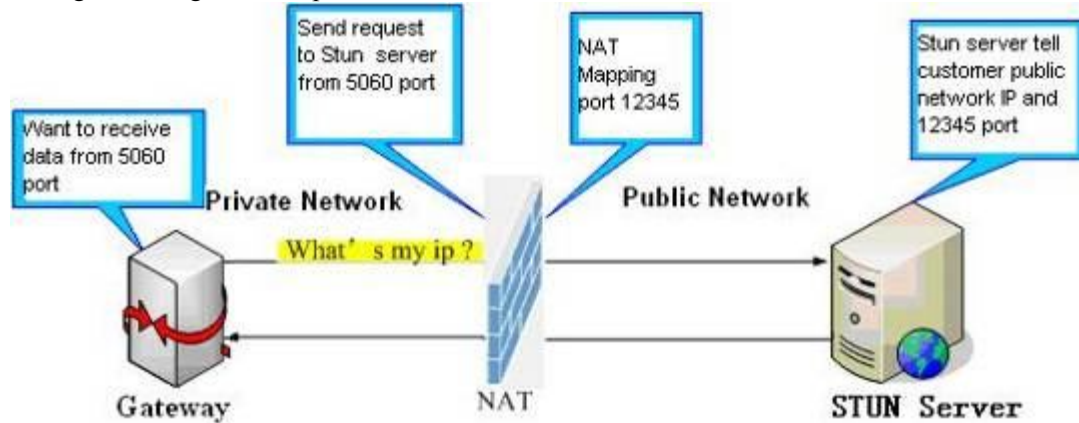 Send request
to Stun server
from 5060 port
NAT
Mapping
port 12345
Stun server tell
customer public
network IP and
12345 port
Want to receive
data from 5060
port
Private Network
Public Network
What's my ip ?
Gateway
NAT
STUN Server